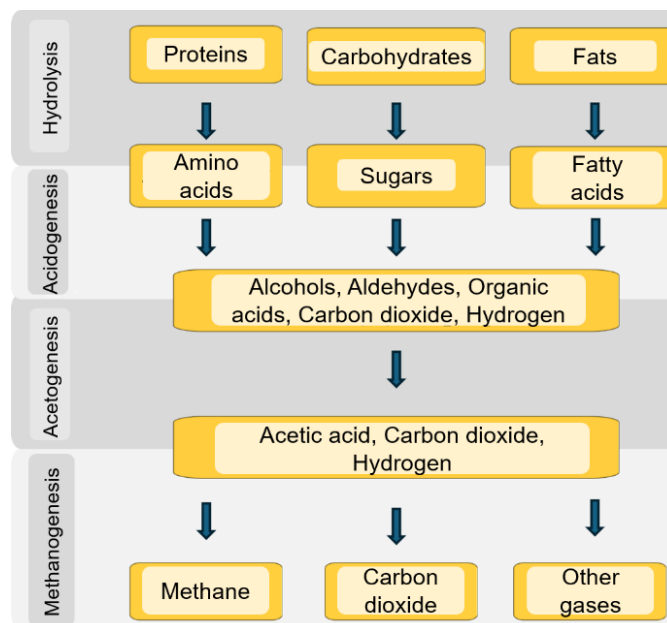 Hydrolysis
Proteins
Carbohydrates
Fats
Amino
acids
Sugars
Fatty
acids
Acidogenesis
Alcohols, Aldehydes, Organic
acids, Carbon dioxide, Hydrogen
Acetogenesis
Acetic acid, Carbon dioxide,
Hydrogen
Methanogenesis
Methane
Carbon
dioxide
Other
gases